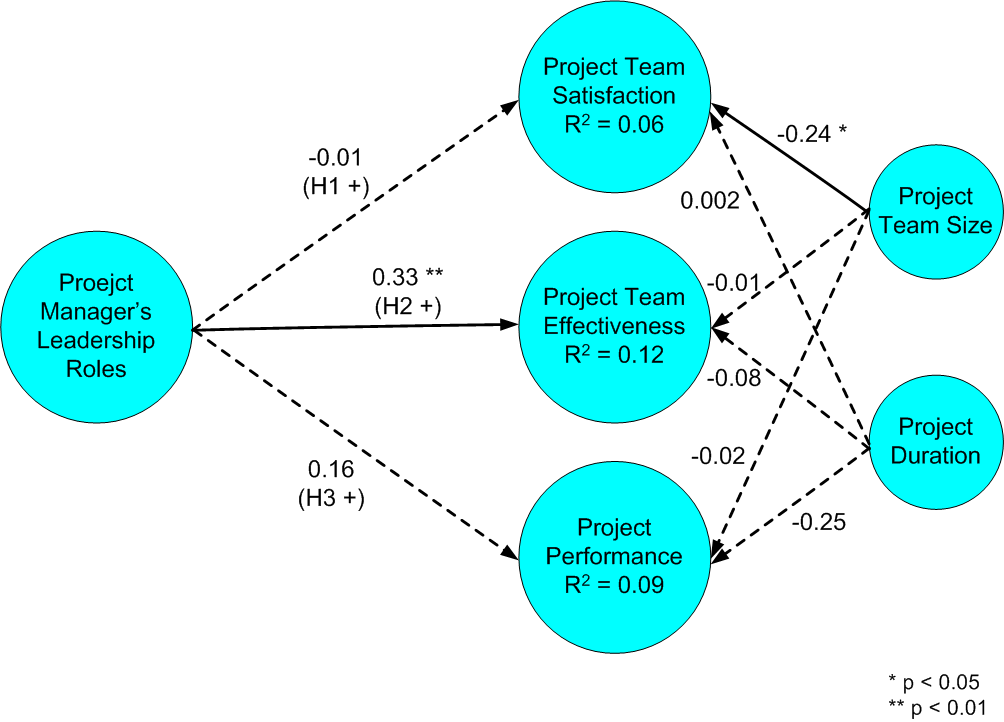 Project Team
Satisfaction
R² = 0.06
-0.24 *
-0.01
(H1 +)
0.002
Project
Team Size
Proejct
Manager's
Leadership
Roles
0.33 **
(H2 +)
Project Team
Effectiveness
R² = 0.12
-0.01
-0.08
Project
Duration
0.16
(H3 +)
-0.02
-0.25
Project
Performance
R² = 0.09
* p < 0.05
** p < 0.01